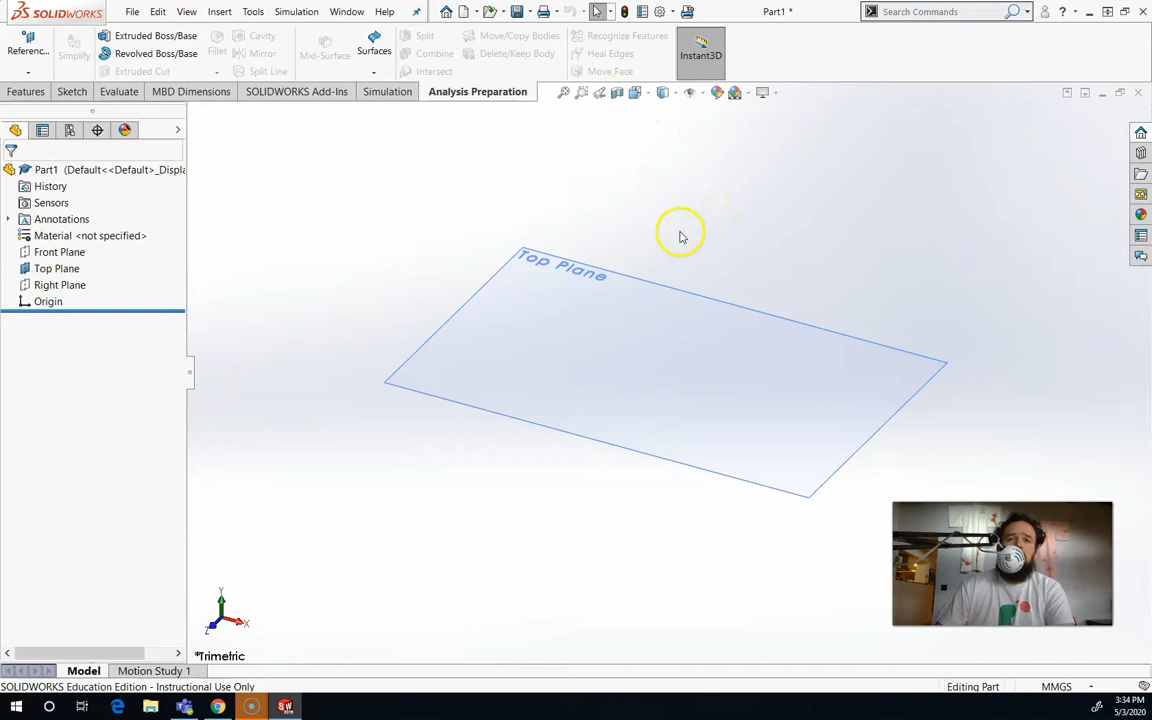 SOLIDWORKS File Edit View Insert Tools Simulation Window Help Part1 * Search Commands
Referenc... Simplify Extruded Boss/Base Revolved Boss/Base Extruded Cut Fillet Cavity Mirror Split Line Mid-Surface Surfaces Split Combine Intersect Move/Copy Bodies Delete/Keep Body Recognize Features Heal Edges Move Face Instant3D
Features Sketch Evaluate MBD Dimensions SOLIDWORKS Add-Ins Simulation Analysis Preparation
Part1 (Default<<Default>_Displa
History
Sensors
Annotations
Material <not specified>
Front Plane
Top Plane
Right Plane
Origin
Top Plane
Y
X
Z
*Trimetric
Model Motion Study 1
SOLIDWORKS Education Edition - Instructional Use Only Editing Part MMGS
3:34 PM
5/3/2020